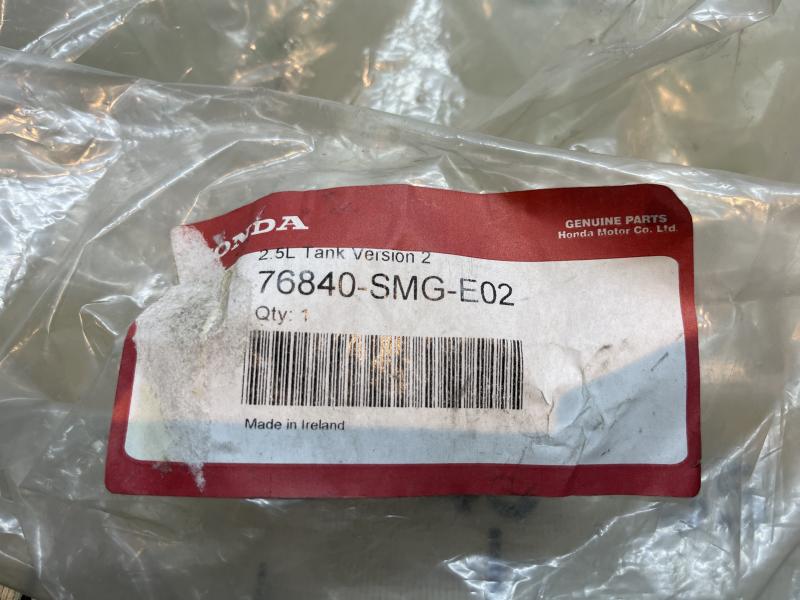 HONDA
GENUINE PARTS
Honda Motor Co. Ltd.
2.5L Tank Version 2
76840-SMG-E02
Qty: 1
Made in Ireland